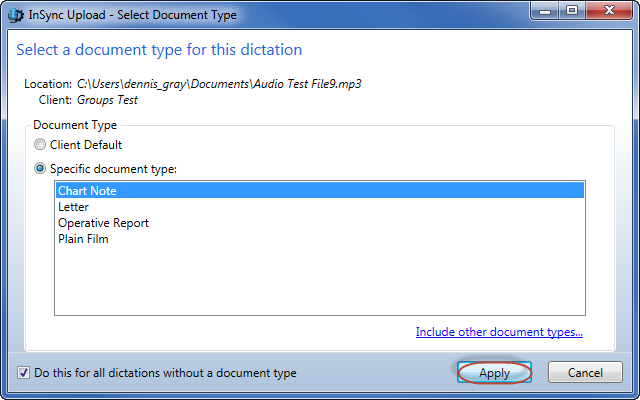 InSync Upload - Select Document Type
Select a document type for this dictation
Location: C:\Users\dennis_gray\Documents\Audio Test File9.mp3
Client: Groups Test
Document Type
Client Default
Specific document type:
Chart Note
Letter
Operative Report
Plain Film
Include other document types...
Do this for all dictations without a document type
Apply
Cancel